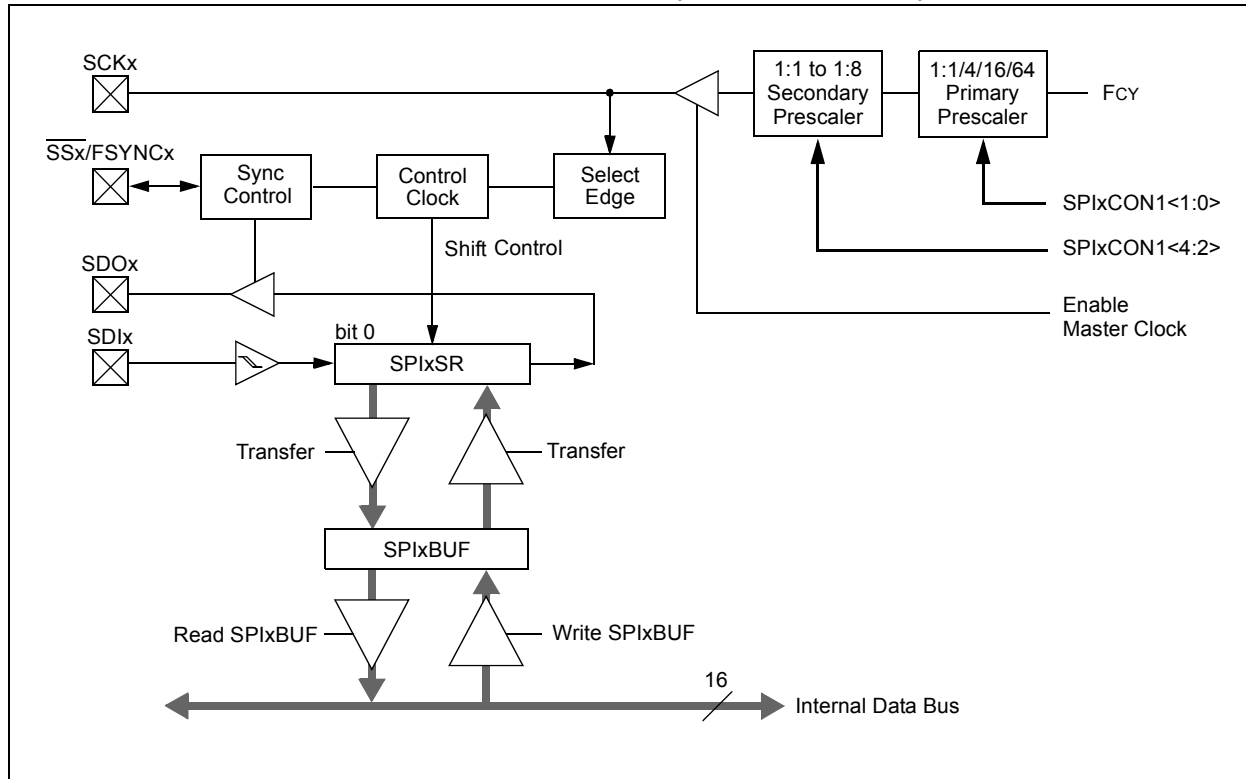 SCKx
1:1 to 1:8
Secondary
Prescaler
1:1/4/16/64
Primary
Prescaler
FCY
SSx/FSYNCx
Sync
Control
Control
Clock
Select
Edge
SPIxCON1<1:0>
Shift Control
SPIxCON1<4:2>
SDOx
Enable
Master Clock
SDIx
bit 0
SPIxSR
Transfer
Transfer
SPIxBUF
Read SPIxBUF
Write SPIxBUF
16
Internal Data Bus